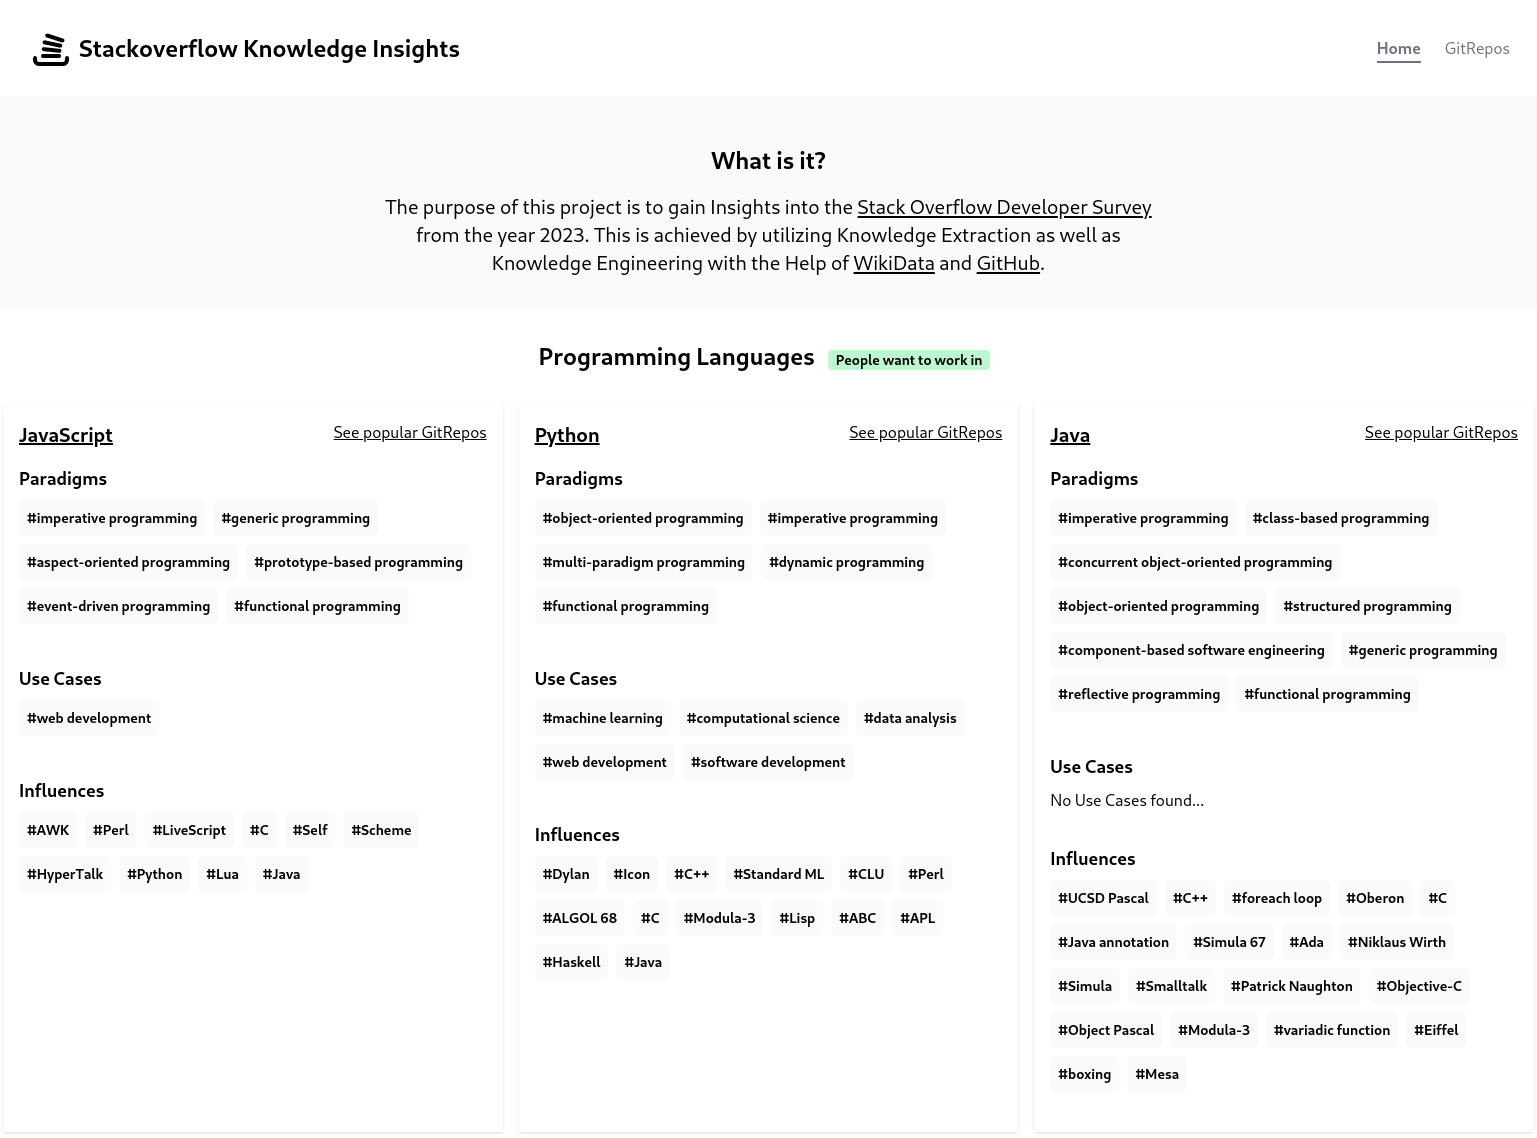 Stackoverflow Knowledge Insights
Home GitRepos
What is it?
The purpose of this project is to gain Insights into the Stack Overflow Developer Survey
from the year 2023. This is achieved by utilizing Knowledge Extraction as well as
Knowledge Engineering with the Help of WikiData and GitHub.
Programming Languages People want to work in
JavaScript See popular GitRepos
Paradigms
#imperative programming #generic programming
#aspect-oriented programming #prototype-based programming
#event-driven programming #functional programming
Use Cases
#web development
Influences
#AWK #Perl #LiveScript #C #Self #Scheme
#HyperTalk #Python #Lua #Java
Python See popular GitRepos
Paradigms
#object-oriented programming #imperative programming
#multi-paradigm programming #dynamic programming
#functional programming
Use Cases
#machine learning #computational science #data analysis
#web development #software development
Influences
#Dylan #Icon #C++ #Standard ML #CLU #Perl
#ALGOL 68 #C #Modula-3 #Lisp #ABC #APL
#Haskell #Java
Java See popular GitRepos
Paradigms
#imperative programming #class-based programming
#concurrent object-oriented programming
#object-oriented programming #structured programming
#component-based software engineering #generic programming
#reflective programming #functional programming
Use Cases
No Use Cases found...
Influences
#UCSD Pascal #C++ #foreach loop #Oberon #C
#Java annotation #Simula 67 #Ada #Niklaus Wirth
#Simula #Smalltalk #Patrick Naughton #Objective-C
#Object Pascal #Modula-3 #variadic function #Eiffel
#boxing #Mesa